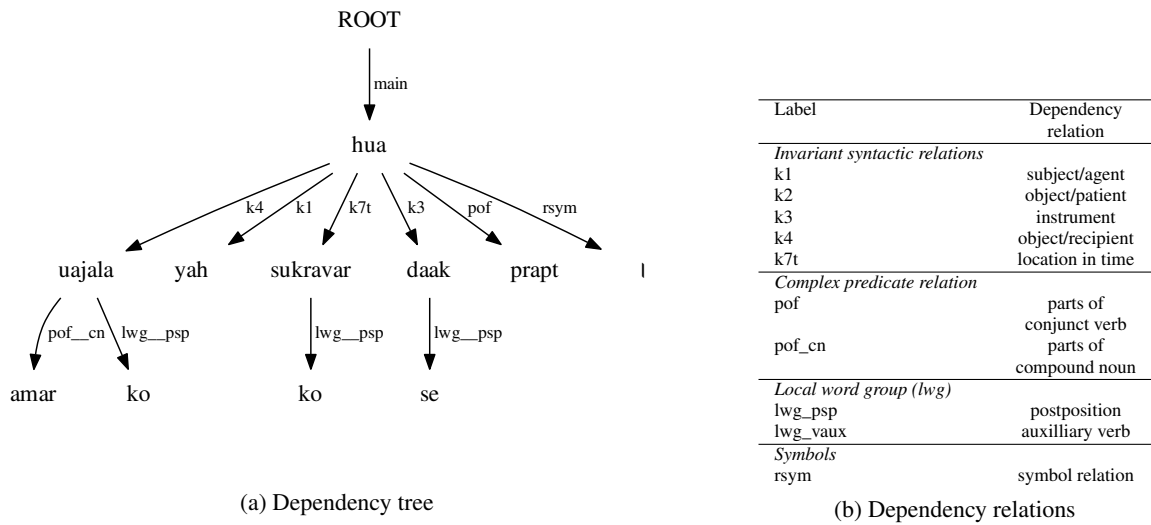 ROOT
main
hua
k4 k1 k7t k3 pof rsym
uajala yah sukravar daak prapt ।
pof__cn lwg__psp lwg__psp lwg__psp
amar ko ko se
(a) Dependency tree
Label Dependency
relation
Invariant syntactic relations
k1 subject/agent
k2 object/patient
k3 instrument
k4 object/recipient
k7t location in time
Complex predicate relation
pof parts of
conjunct verb
pof_cn parts of
compound noun
Local word group (lwg)
lwg_psp postposition
lwg_vaux auxilliary verb
Symbols
rsym symbol relation
(b) Dependency relations